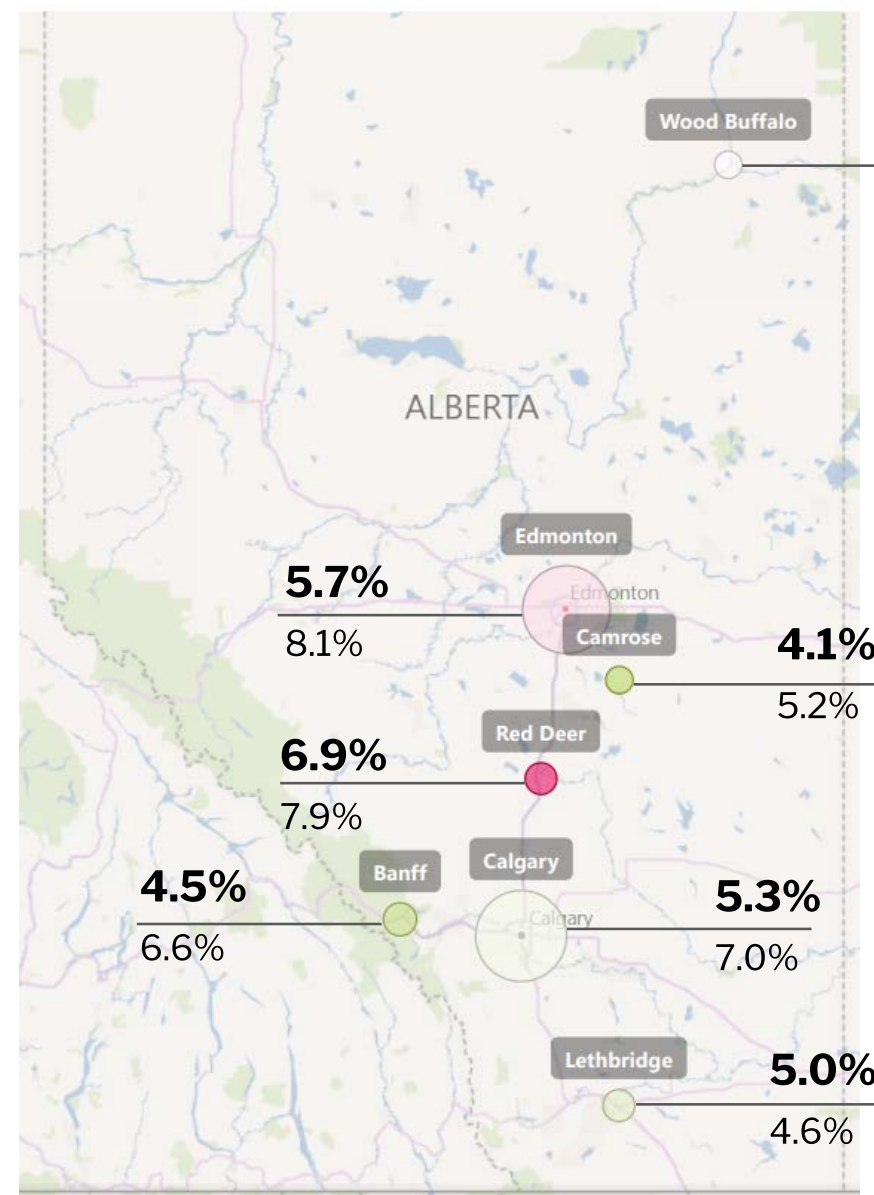 Wood Buffalo
ALBERTA
Edmonton
5.7%
Edmonton
8.1%
Camrose
4.1%
5.2%
Red Deer
6.9%
7.9%
Calgary
Banff
4.5%
5.3%
Calgary
6.6%
7.0%
Lethbridge
5.0%
4.6%